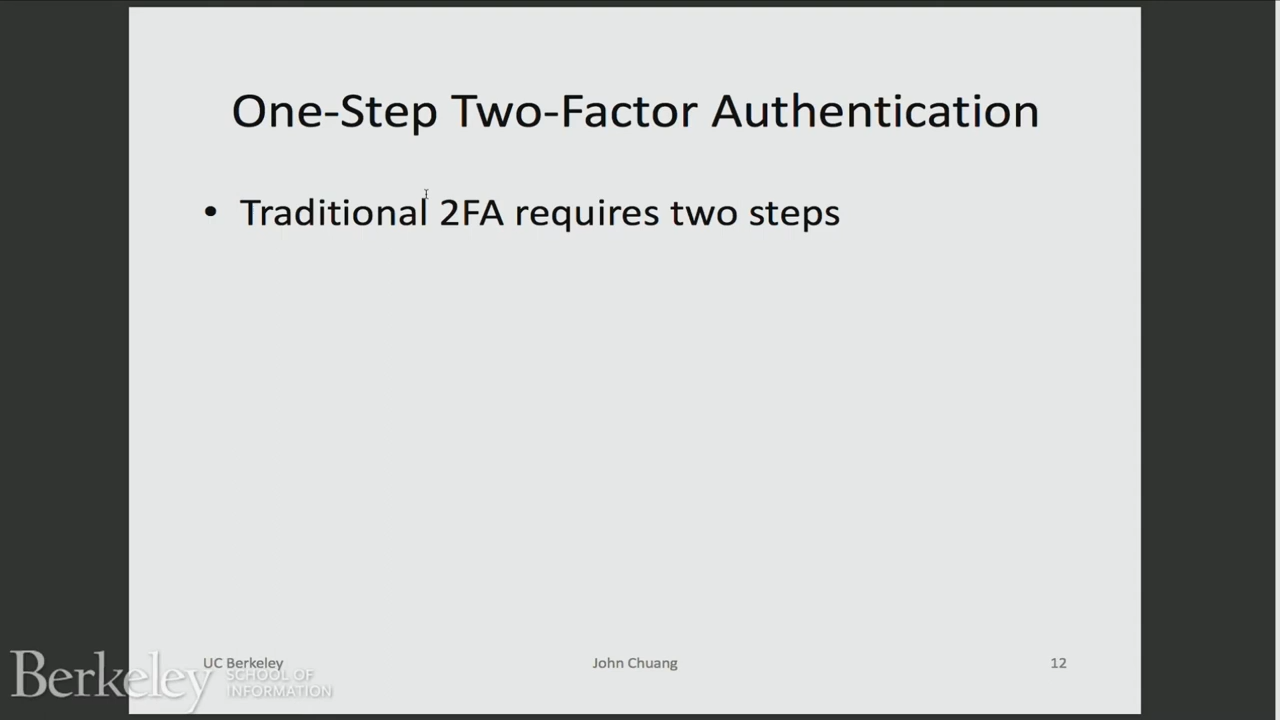 One-Step Two-Factor Authentication
• Traditional 2FA requires two steps
UC Berkeley
John Chuang
12
Berkeley
SCHOOL OF
INFORMATION